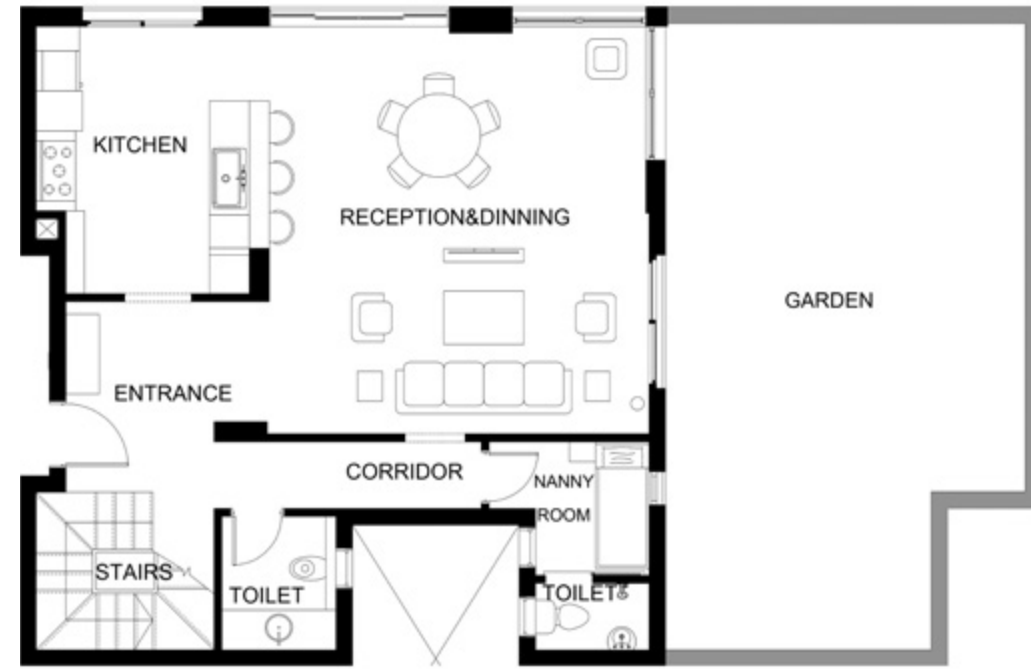 KITCHEN
RECEPTION&DINNING
GARDEN
ENTRANCE
CORRIDOR
NANNY
ROOM
STAIRS
TOILET
TOILET